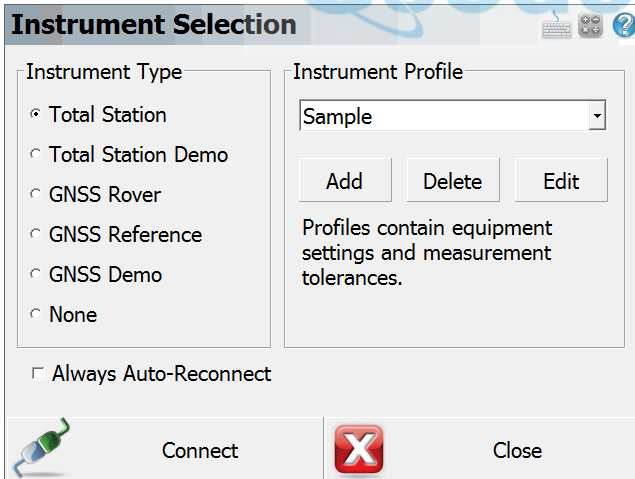 Instrument Selection
Instrument Type
Total Station
Total Station Demo
GNSS Rover
GNSS Reference
GNSS Demo
None
Instrument Profile
Sample
Add Delete Edit
Profiles contain equipment
settings and measurement
tolerances.
Always Auto-Reconnect
Connect
Close